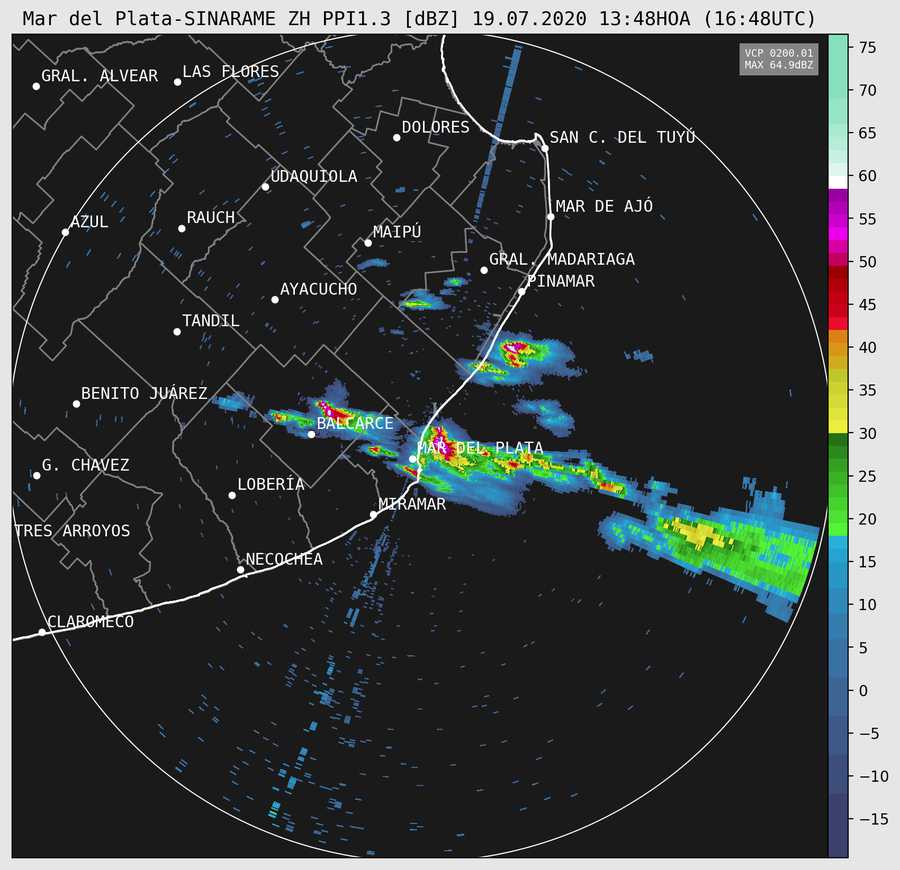 Mar del Plata-SINARAME ZH PPI1.3 [dBZ] 19.07.2020 13:48HOA (16:48UTC)
VCP 0200.01
MAX 64.9dBZ
GRAL. ALVEAR
LAS FLORES
DOLORES
SAN C. DEL TUYÚ
UDAQUIOLA
MAR DE AJÓ
AZUL
RAUCH
MAIPÚ
GRAL. MADARIAGA
PINAMAR
AYACUCHO
TANDIL
BENITO JUÁREZ
BALCARCE
MAR DEL PLATA
G. CHAVEZ
LOBERÍA
MIRAMAR
TRES ARROYOS
NECOCHEA
CLAROMECO
75
70
65
60
55
50
45
40
35
30
25
20
15
10
5
0
−5
−10
−15